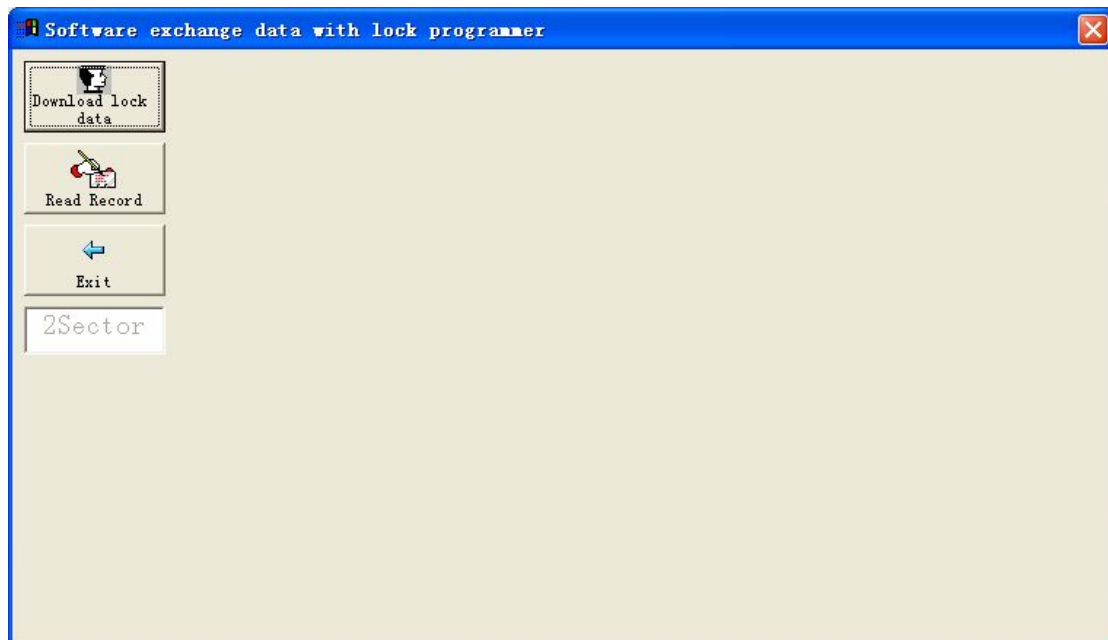 Software exchange data with lock programmer
Download lock
data
Read Record
Exit
2Sector